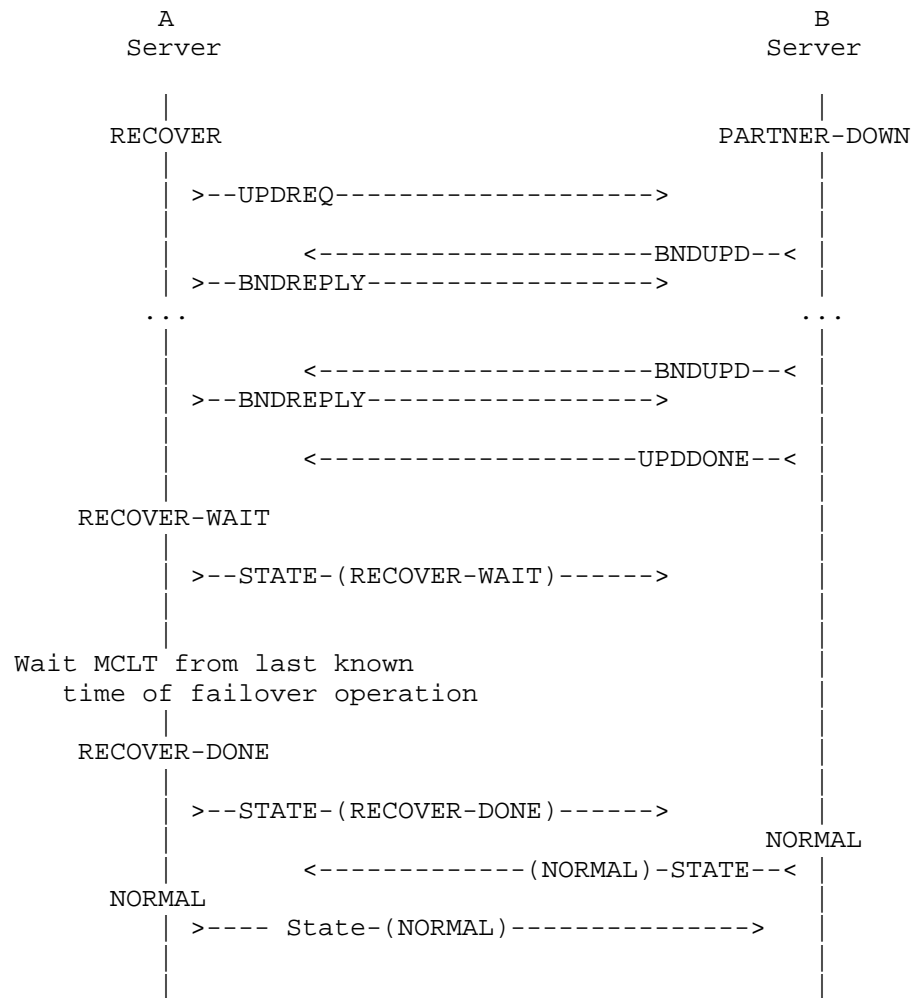 A B
Server Server
RECOVER PARTNER-DOWN
>--UPDREQ-------------------->
<---------------------BNDUPD--<
>--BNDREPLY------------------>
... ...
<---------------------BNDUPD--<
>--BNDREPLY------------------>
<--------------------UPDDONE--<
RECOVER-WAIT
>--STATE-(RECOVER-WAIT)------>
Wait MCLT from last known
time of failover operation
RECOVER-DONE
>--STATE-(RECOVER-DONE)------>
NORMAL
<-------------(NORMAL)-STATE--<
NORMAL
>---- State-(NORMAL)--------------->